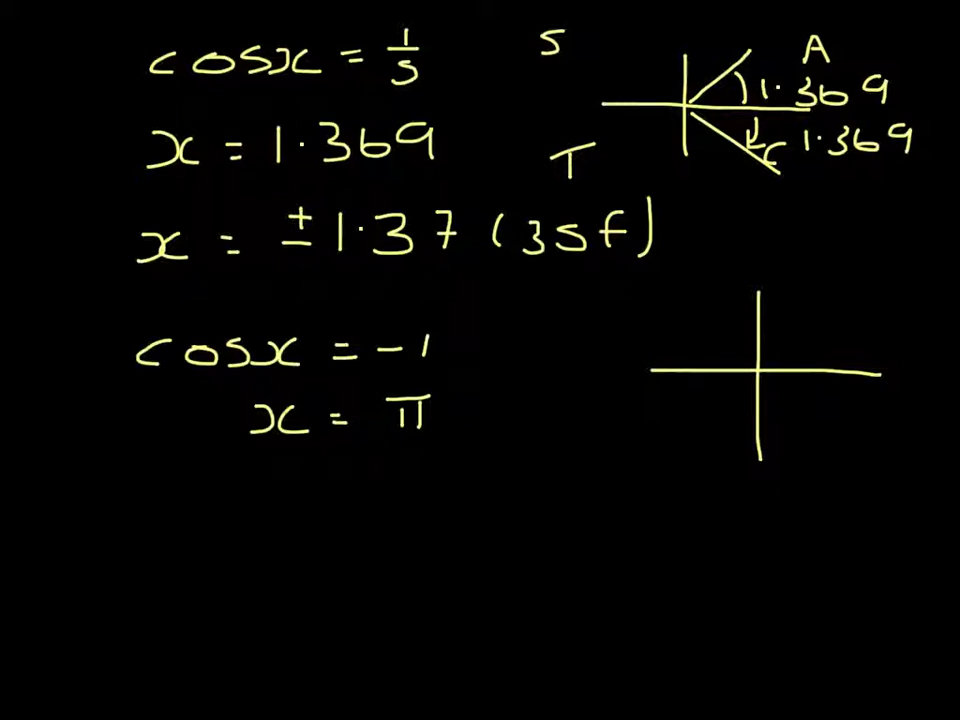 cosx = 1/5
x = 1.369
x = ±1.37 (3sf)
S
A
1.369
T
C 1.369
cosx = -1
x = π